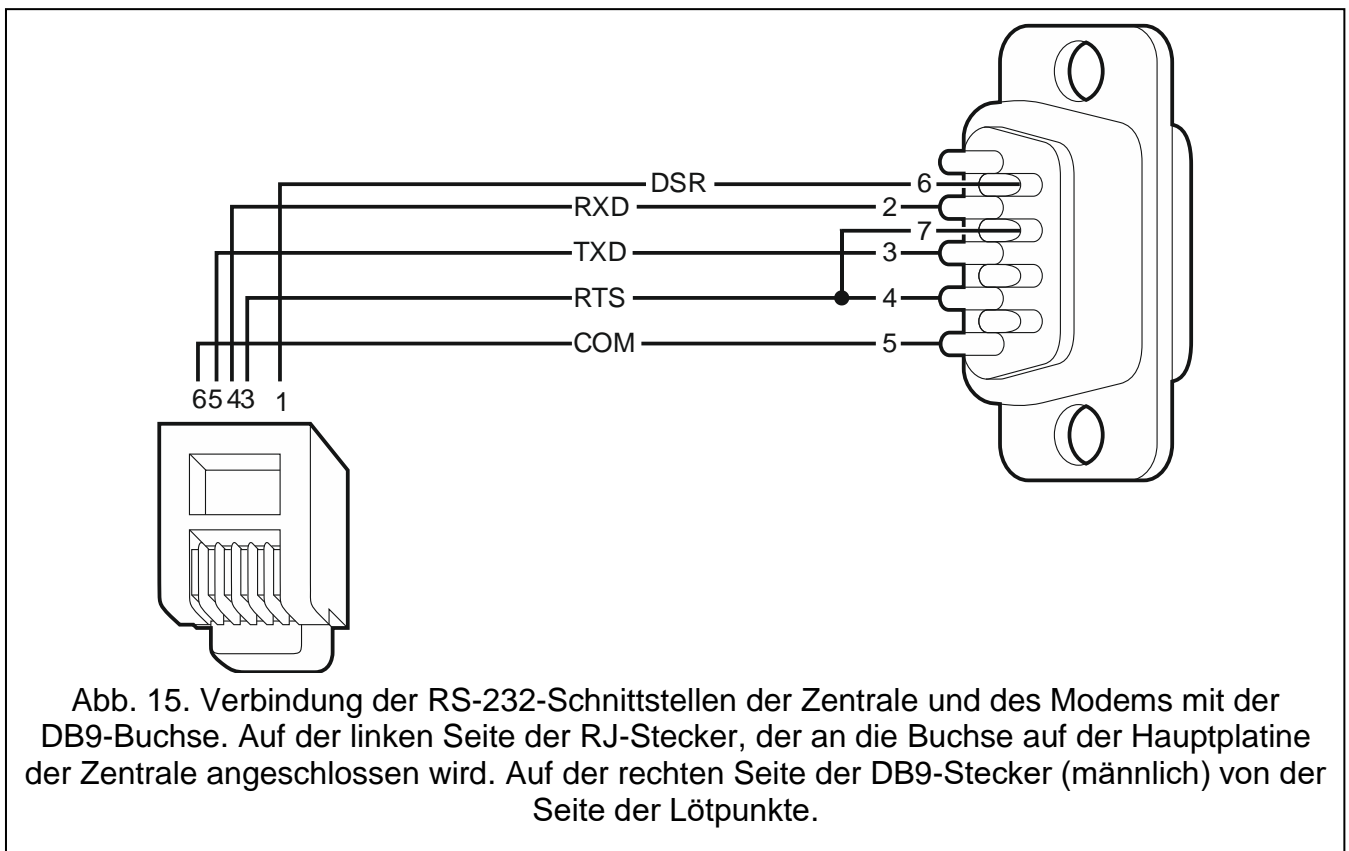 DSR 6
RXD 2
7
TXD 3
RTS 4
COM 5
6543 1
Abb. 15. Verbindung der RS-232-Schnittstellen der Zentrale und des Modems mit der
DB9-Buchse. Auf der linken Seite der RJ-Stecker, der an die Buchse auf der Hauptplatine
der Zentrale angeschlossen wird. Auf der rechten Seite der DB9-Stecker (männlich) von der
Seite der Lötpunkte.